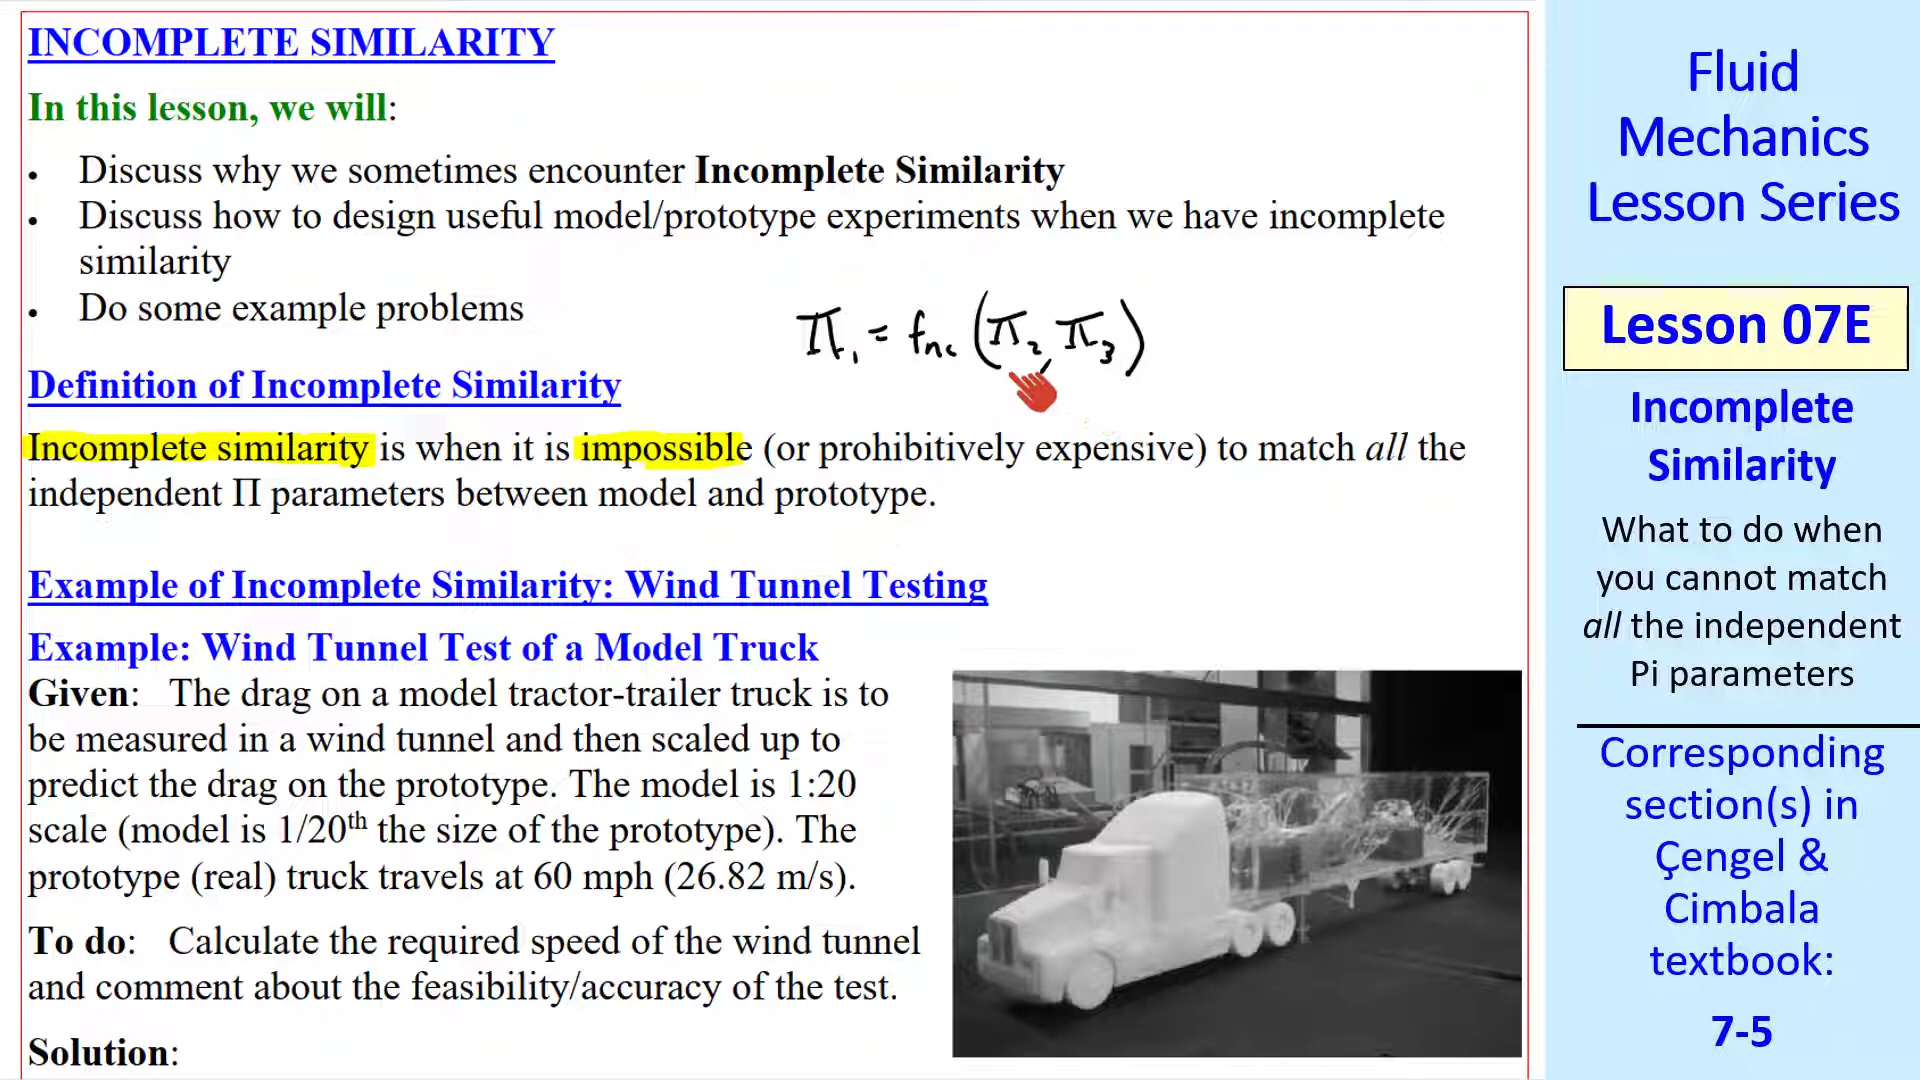 INCOMPLETE SIMILARITY
In this lesson, we will:
• Discuss why we sometimes encounter Incomplete Similarity
• Discuss how to design useful model/prototype experiments when we have incomplete
similarity
• Do some example problems
Π₁ = fnc (Π₂, Π₃)
Definition of Incomplete Similarity
Incomplete similarity is when it is impossible (or prohibitively expensive) to match all the
independent Π parameters between model and prototype.
Example of Incomplete Similarity: Wind Tunnel Testing
Example: Wind Tunnel Test of a Model Truck
Given: The drag on a model tractor-trailer truck is to
be measured in a wind tunnel and then scaled up to
predict the drag on the prototype. The model is 1:20
scale (model is 1/20th the size of the prototype). The
prototype (real) truck travels at 60 mph (26.82 m/s).
To do: Calculate the required speed of the wind tunnel
and comment about the feasibility/accuracy of the test.
Solution:
Fluid
Mechanics
Lesson Series
Lesson 07E
Incomplete
Similarity
What to do when
you cannot match
all the independent
Pi parameters
Corresponding
section(s) in
Çengel &
Cimbala
textbook:
7-5